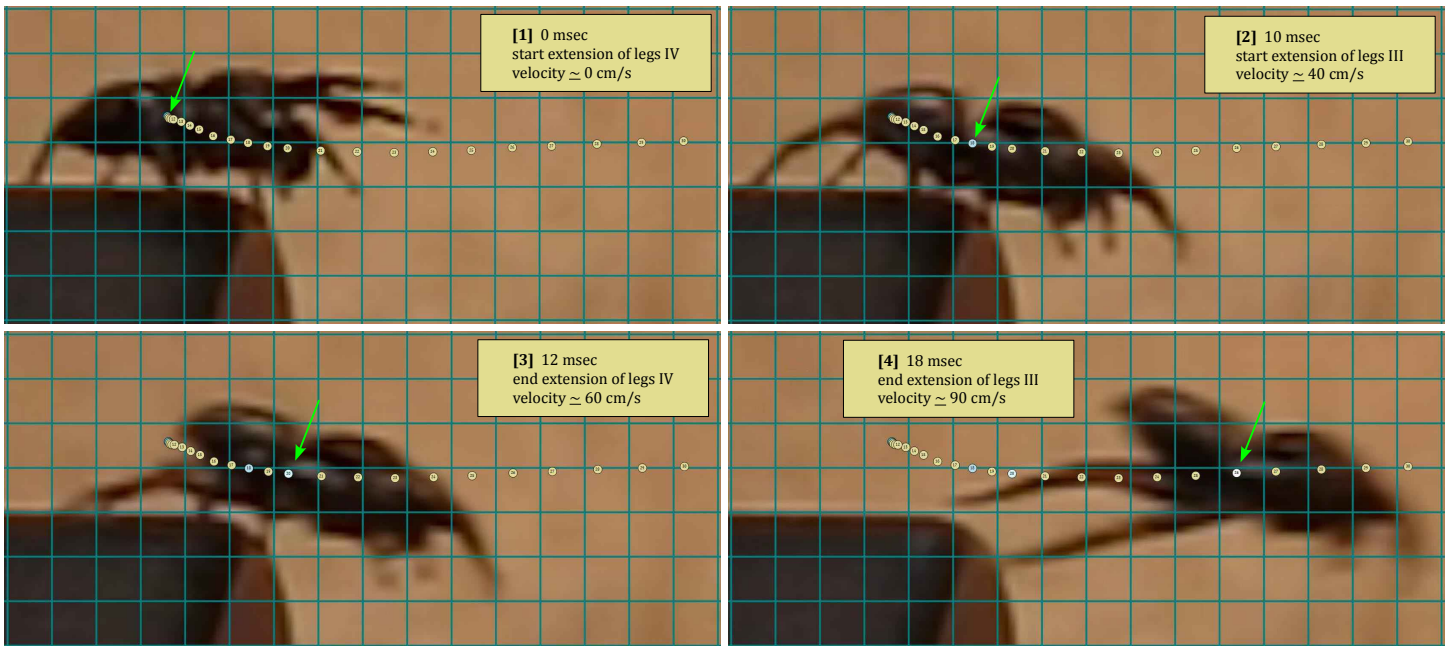 [1] 0 msec
start extension of legs IV
velocity ≃ 0 cm/s
[2] 10 msec
start extension of legs III
velocity ≃ 40 cm/s
[3] 12 msec
end extension of legs IV
velocity ≃ 60 cm/s
[4] 18 msec
end extension of legs III
velocity ≃ 90 cm/s